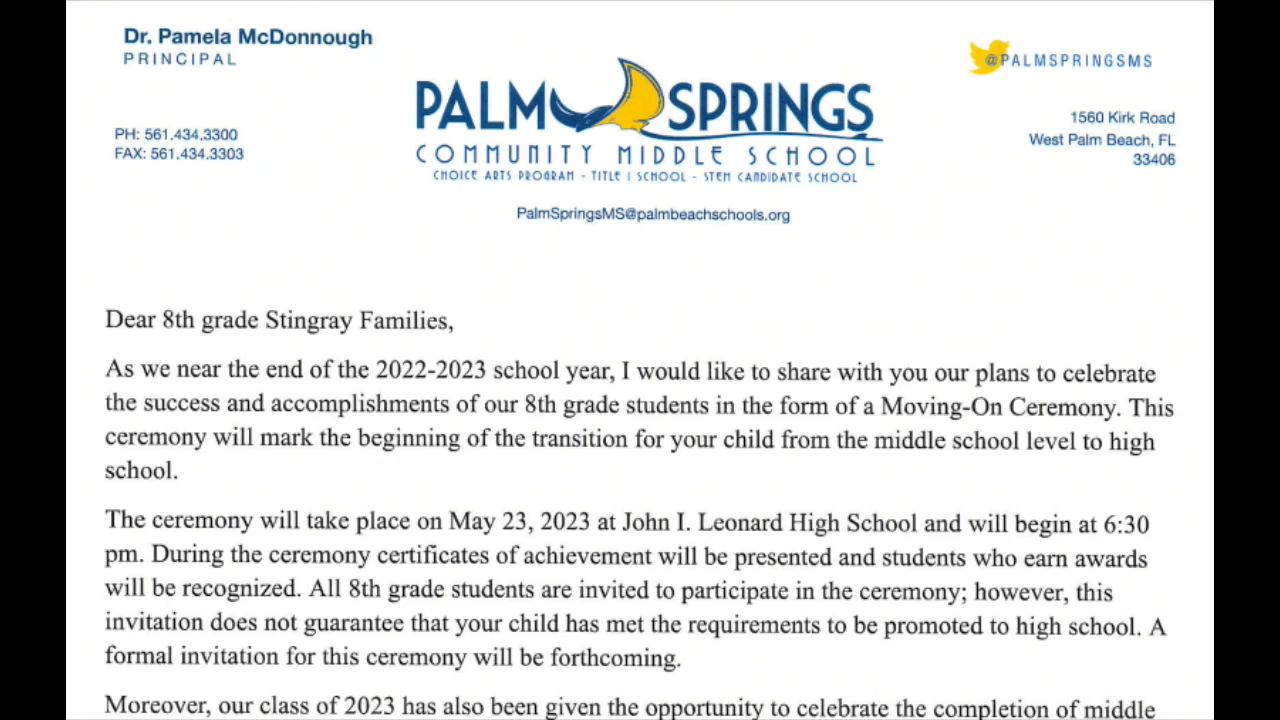 Dr. Pamela McDonnough
PRINCIPAL
@PALMSPRINGSMS
PALM SPRINGS
COMMUNITY MIDDLE SCHOOL
CHOICE ARTS PROGRAM - TITLE I SCHOOL - STEM CANDIDATE SCHOOL
PH: 561.434.3300
FAX: 561.434.3303
1560 Kirk Road
West Palm Beach, FL
33406
PalmSpringsMS@palmbeachschools.org
Dear 8th grade Stingray Families,
As we near the end of the 2022-2023 school year, I would like to share with you our plans to celebrate
the success and accomplishments of our 8th grade students in the form of a Moving-On Ceremony. This
ceremony will mark the beginning of the transition for your child from the middle school level to high
school.
The ceremony will take place on May 23, 2023 at John I. Leonard High School and will begin at 6:30
pm. During the ceremony certificates of achievement will be presented and students who earn awards
will be recognized. All 8th grade students are invited to participate in the ceremony; however, this
invitation does not guarantee that your child has met the requirements to be promoted to high school. A
formal invitation for this ceremony will be forthcoming.
Moreover, our class of 2023 has also been given the opportunity to celebrate the completion of middle